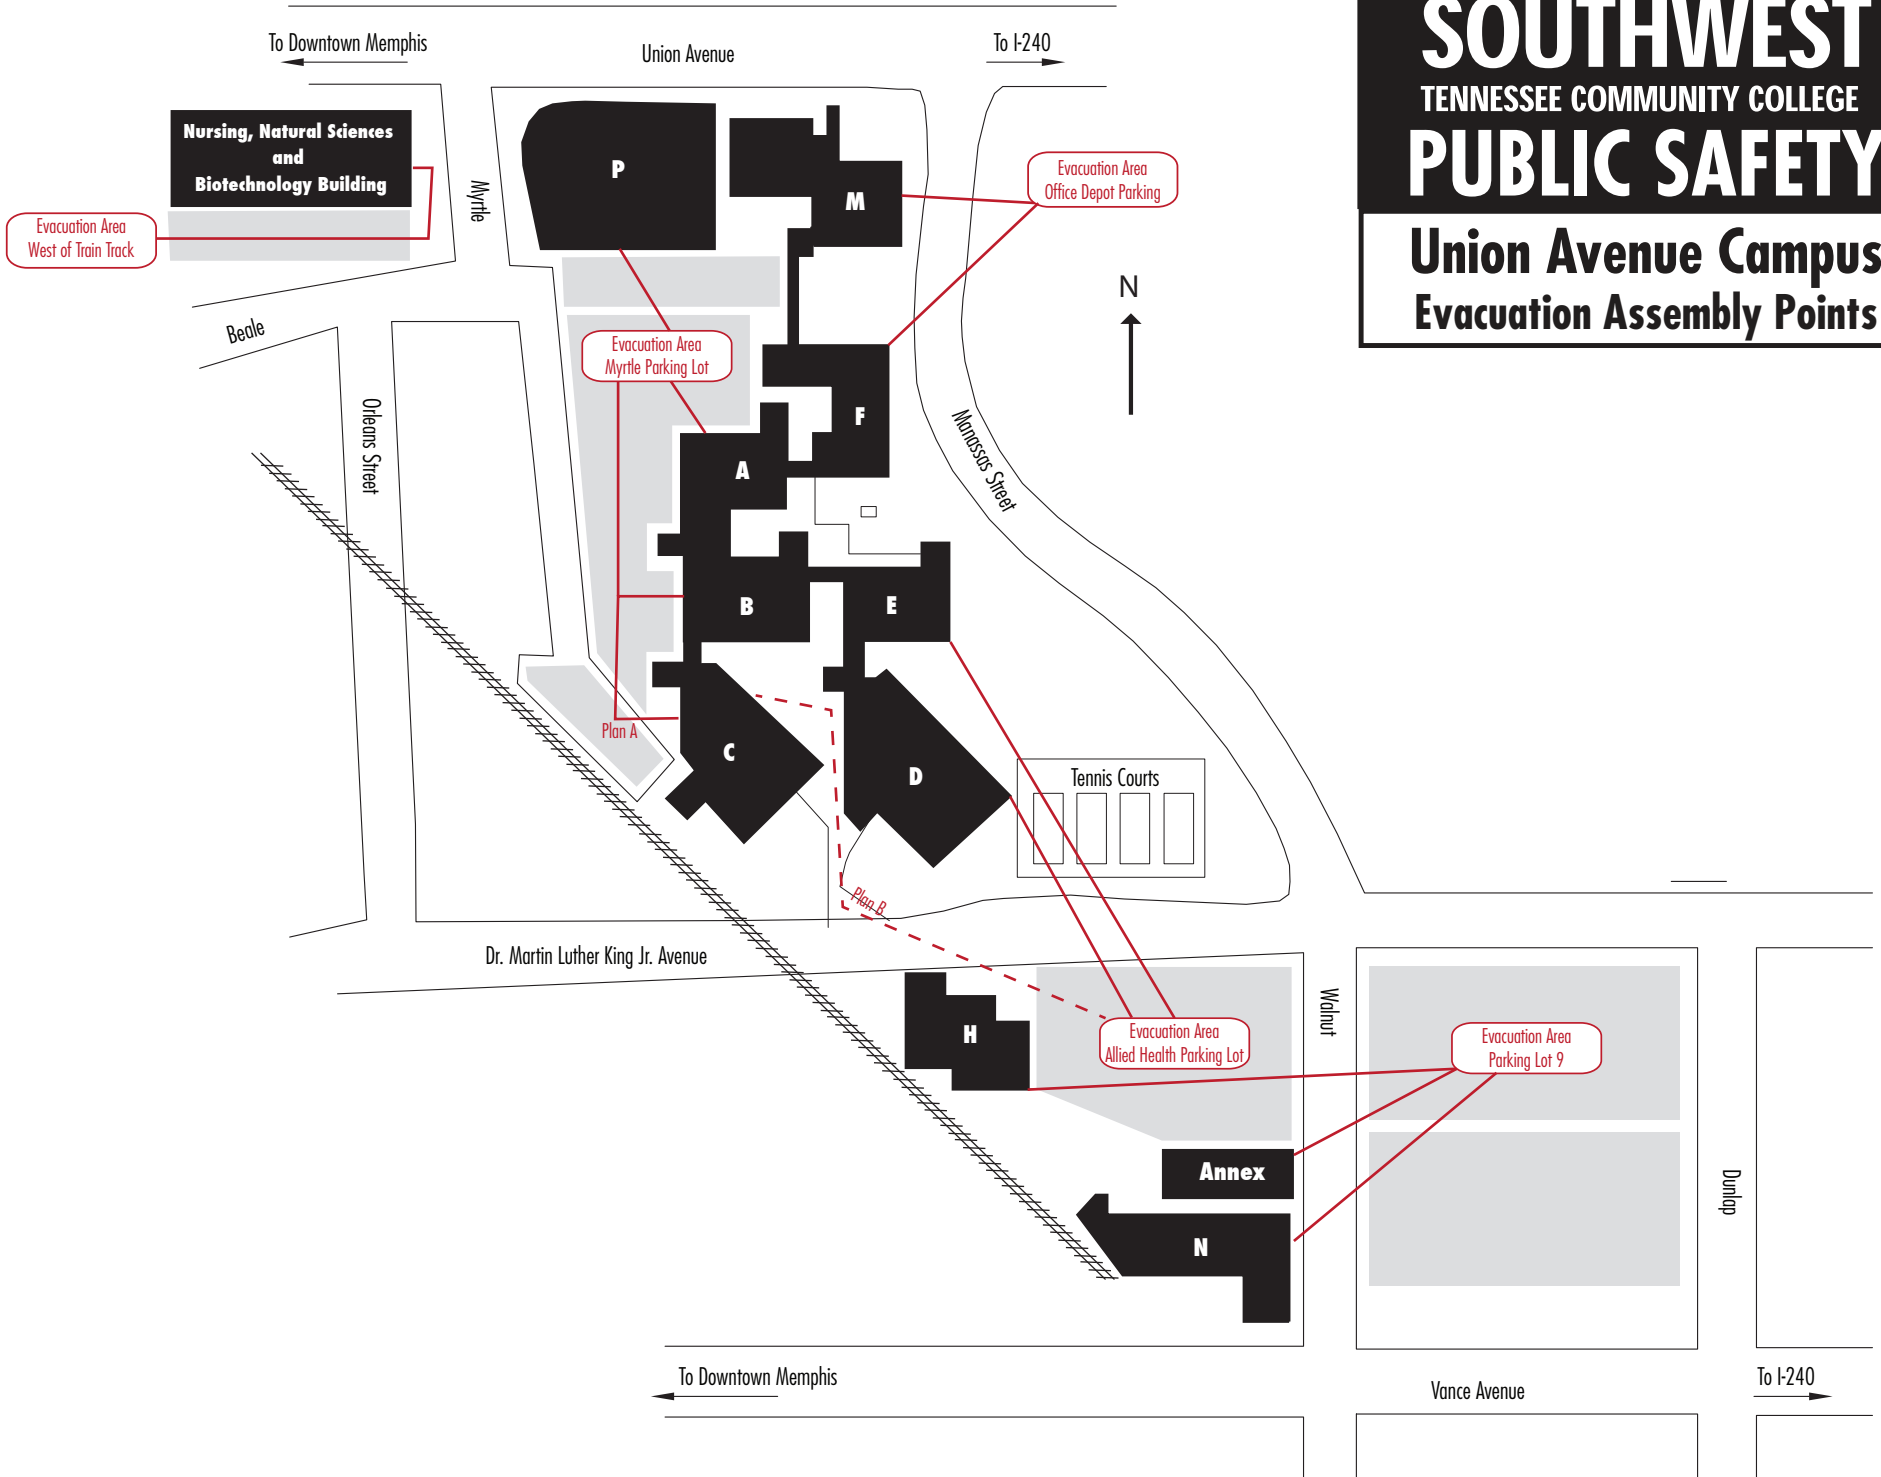 SOUTHWEST
TENNESSEE COMMUNITY COLLEGE
PUBLIC SAFETY
Union Avenue Campus
Evacuation Assembly Points
To Downtown Memphis
Union Avenue
To I-240
Nursing, Natural Sciences
and
Biotechnology Building
Myrtle
P
M
Evacuation Area
Office Depot Parking
Evacuation Area
West of Train Track
N
Beale
Evacuation Area
Myrtle Parking Lot
Orleans Street
F
Manassas Street
A
B
E
Plan A
C
D
Tennis Courts
Plan B
Dr. Martin Luther King Jr. Avenue
Walnut
H
Evacuation Area
Allied Health Parking Lot
Evacuation Area
Parking Lot 9
Annex
Dunlap
N
To Downtown Memphis
Vance Avenue
To I-240